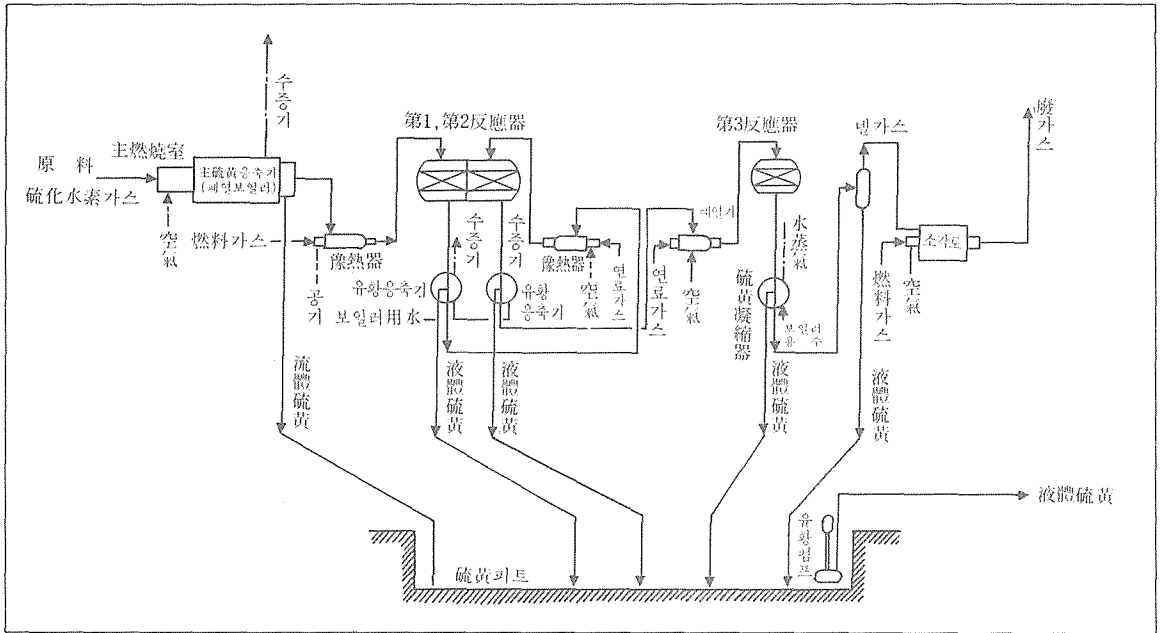 수증기
第1, 第2反應器
第3反應器
텔가스
廢가스
原 料
硫化水素가스
主燃燒室
主硫黃응축기
(페열보일러)
空氣
燃料가스
豫熱器
공기
수증기
수증기
유황응축기
보일러用水
유황
응축기
豫熱器
空氣
연료가스
연료가스
空氣
水蒸氣
硫黃凝縮器
보일러
용수
소각로
燃料가스
空氣
流體硫黃
液體硫黃
液體硫黃
液體硫黃
液體硫黃
液體硫黃
유황펌프
硫黃피트